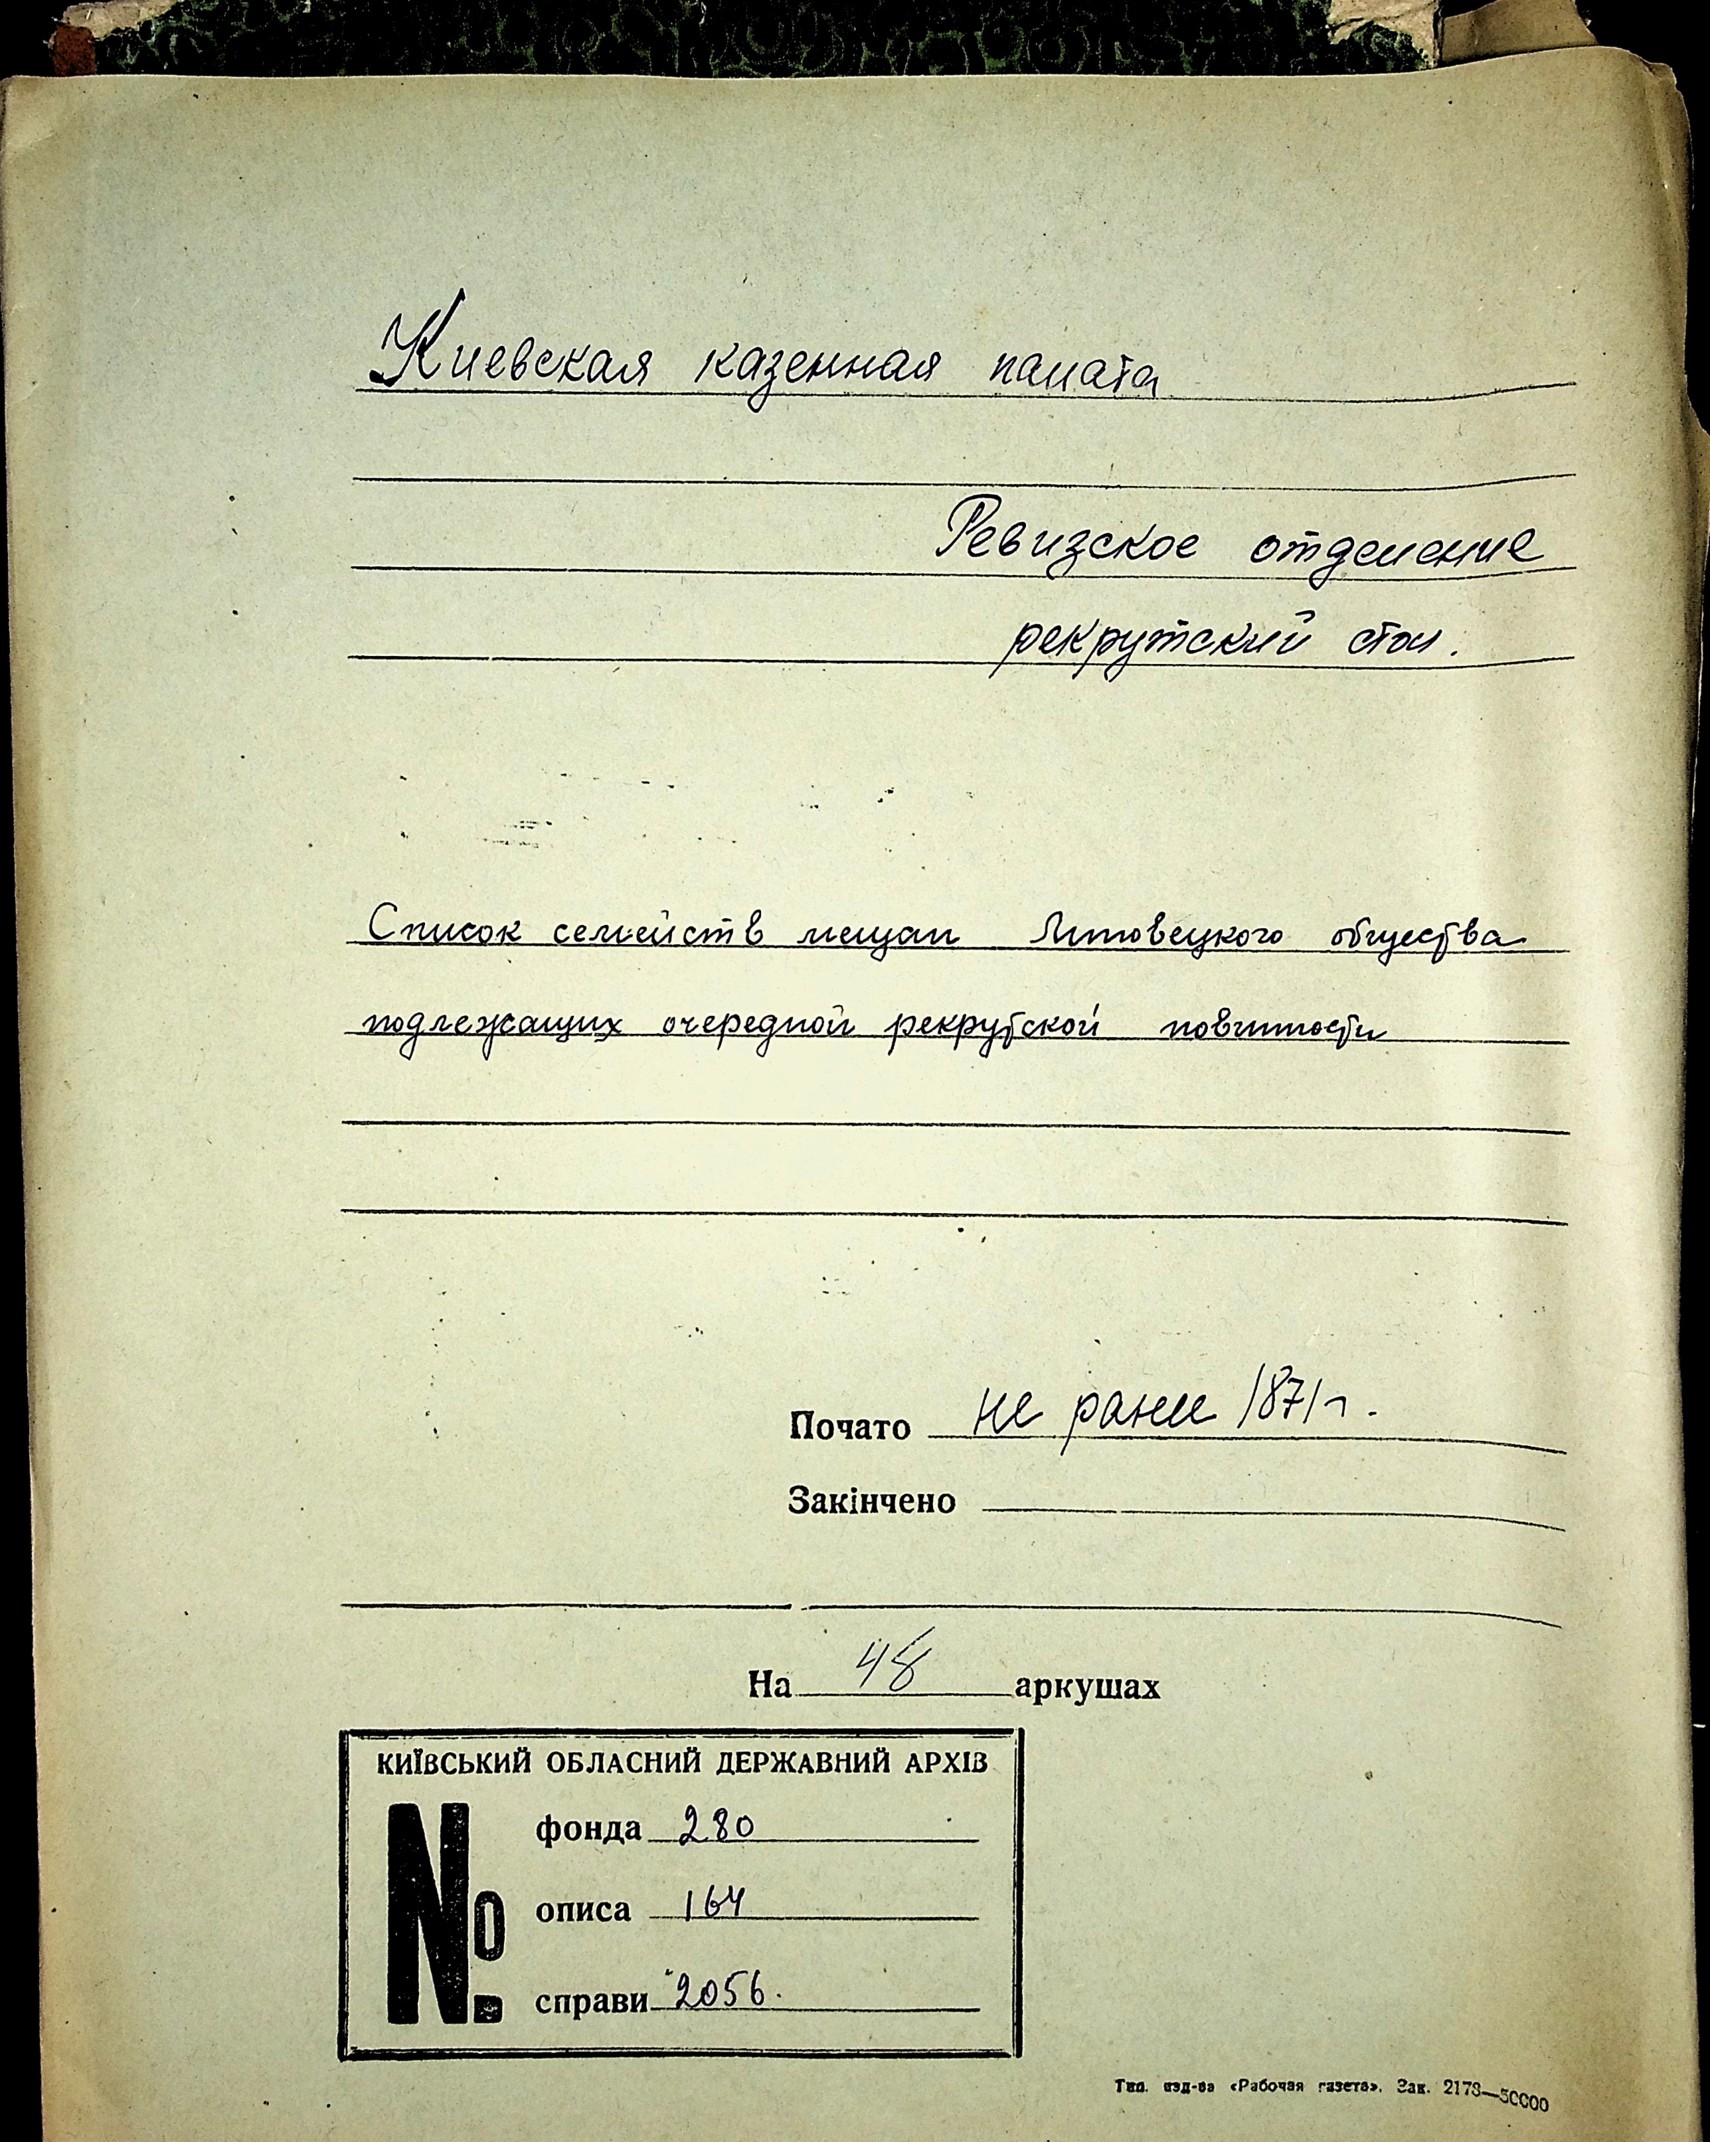 Киевская казенная палата
Ревизское отделение
рекрутский стол.
Список семейств мещан Липовецкого общества
подлежащих очередной рекрутской повинности
Почато не ранее 1871 г.
Закінчено
На 48 аркушах
КИЇВСЬКИЙ ОБЛАСНИЙ ДЕРЖАВНИЙ АРХІВ
№
фонда 280
описа 164
справи 2056.
Тип. изд-ва «Рабочая газета». Зак. 2173—50000